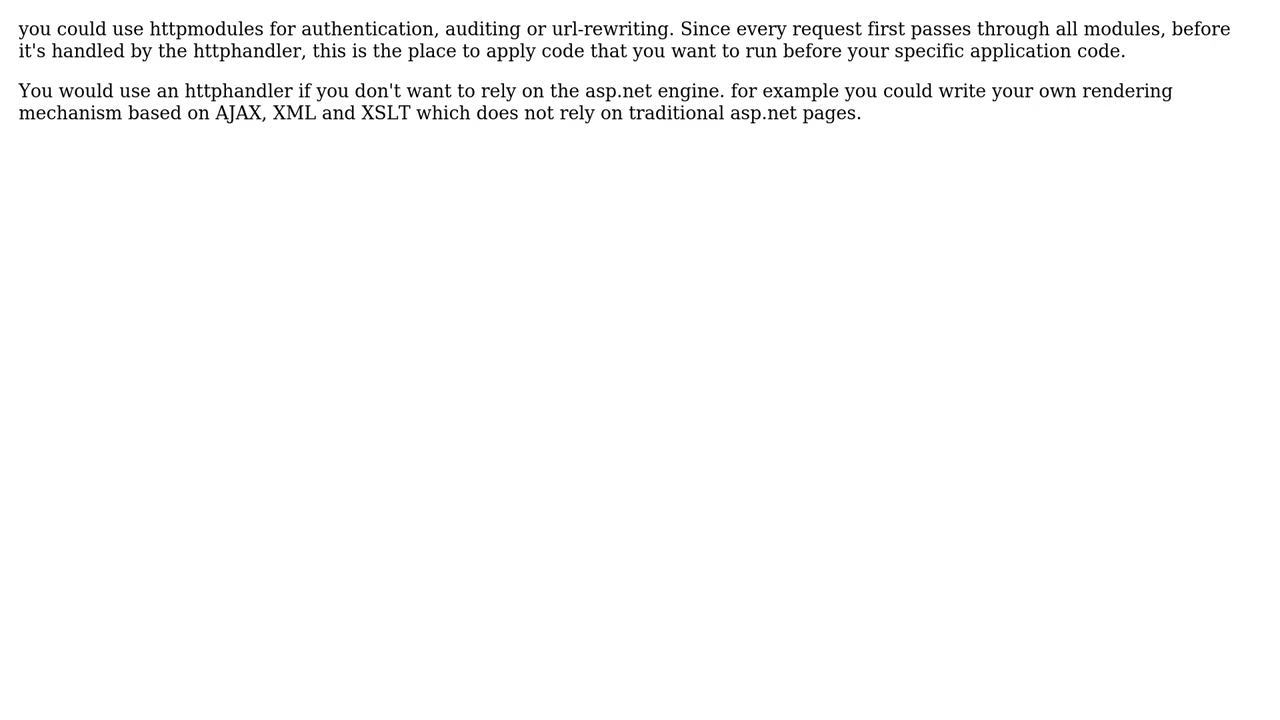 you could use httpmodules for authentication, auditing or url-rewriting. Since every request first passes through all modules, before
it's handled by the httphandler, this is the place to apply code that you want to run before your specific application code.
You would use an httphandler if you don't want to rely on the asp.net engine. for example you could write your own rendering
mechanism based on AJAX, XML and XSLT which does not rely on traditional asp.net pages.